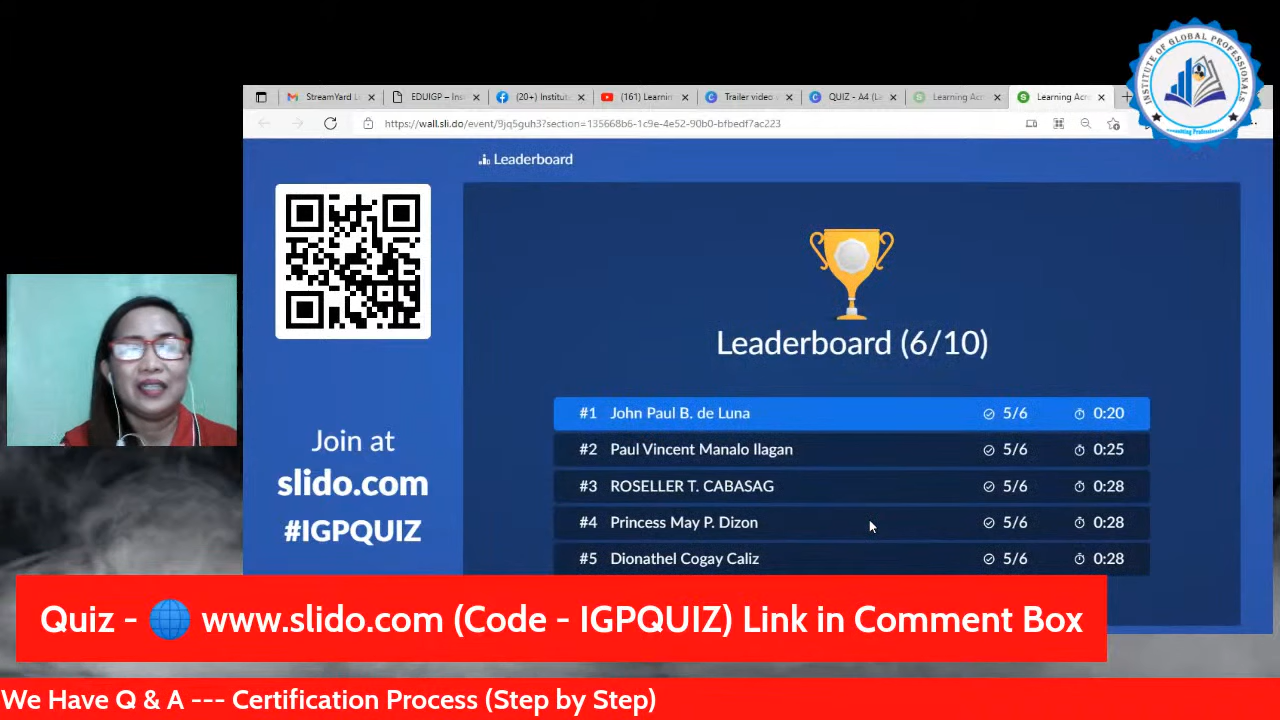 INSTITUTE OF GLOBAL PROFESSIONALS
StreamYard
EDUIGP – Ins
(20+) Institut
(161) Learnin
Trailer video
QUIZ - A4 (La
Learning Acr
Learning Acr
https://wall.sli.do/event/9jq5guh3?section=135668b6-1c9e-4e52-90b0-bfbedf7ac223
Leaderboard
Leaderboard (6/10)
#1 John Paul B. de Luna 5/6 0:20
#2 Paul Vincent Manalo Ilagan 5/6 0:25
#3 ROSELLER T. CABASAG 5/6 0:28
#4 Princess May P. Dizon 5/6 0:28
#5 Dionathel Cogay Caliz 5/6 0:28
Join at
slido.com
#IGPQUIZ
Quiz - www.slido.com (Code - IGPQUIZ) Link in Comment Box
We Have Q & A --- Certification Process (Step by Step)